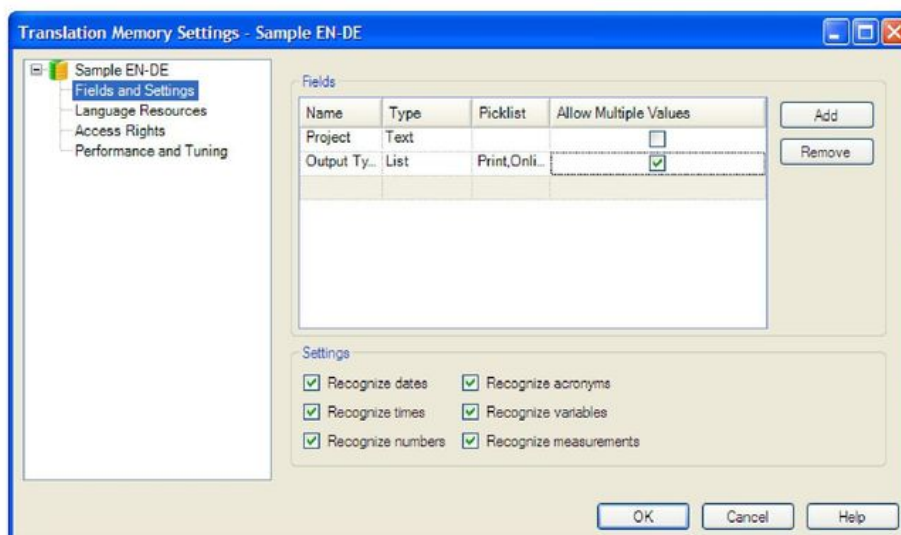 Translation Memory Settings - Sample EN-DE
Sample EN-DE
Fields and Settings
Language Resources
Access Rights
Performance and Tuning
Fields
Name Type Picklist Allow Multiple Values
Project Text
Output Ty... List Print,Onli...
Add
Remove
Settings
Recognize dates Recognize acronyms
Recognize times Recognize variables
Recognize numbers Recognize measurements
OK Cancel Help